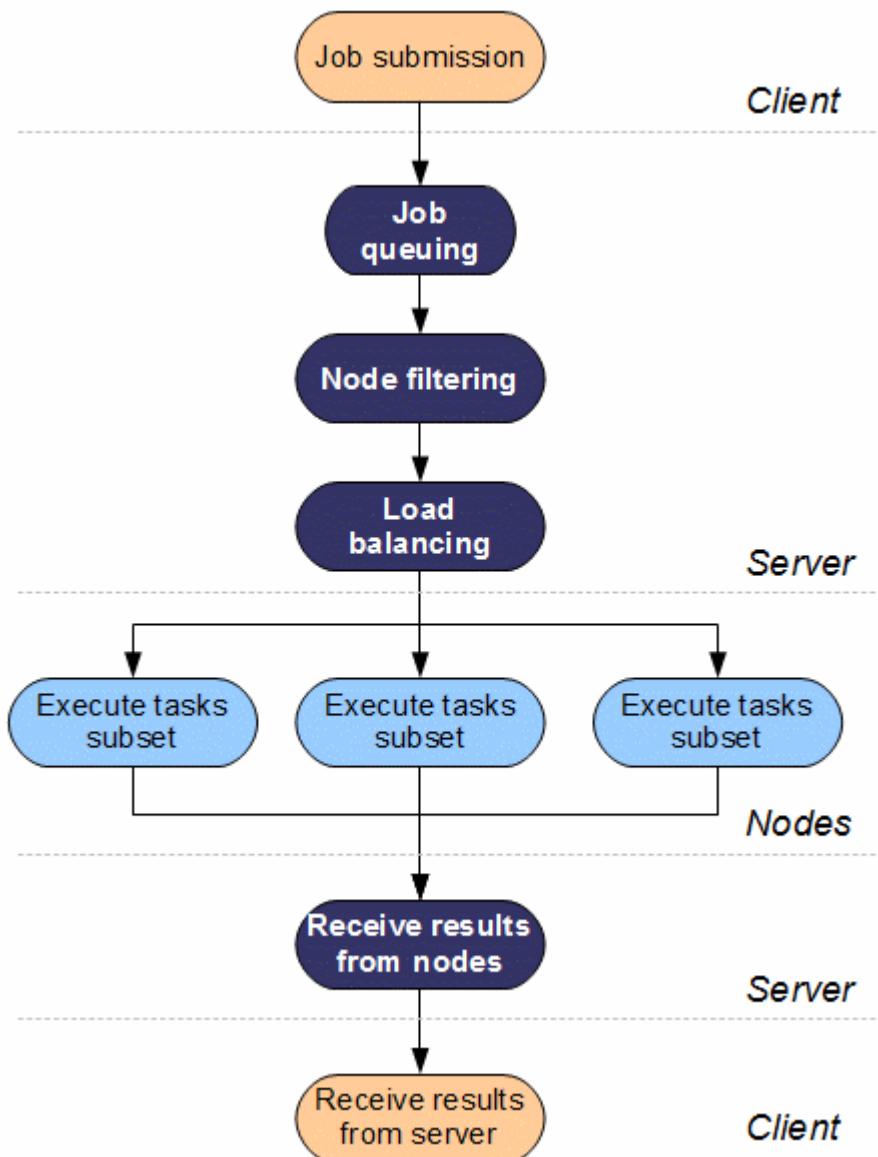 Job submission
Client
Job
queuing
Node filtering
Load
balancing
Server
Execute tasks
subset
Execute tasks
subset
Execute tasks
subset
Nodes
Receive results
from nodes
Server
Receive results
from server
Client